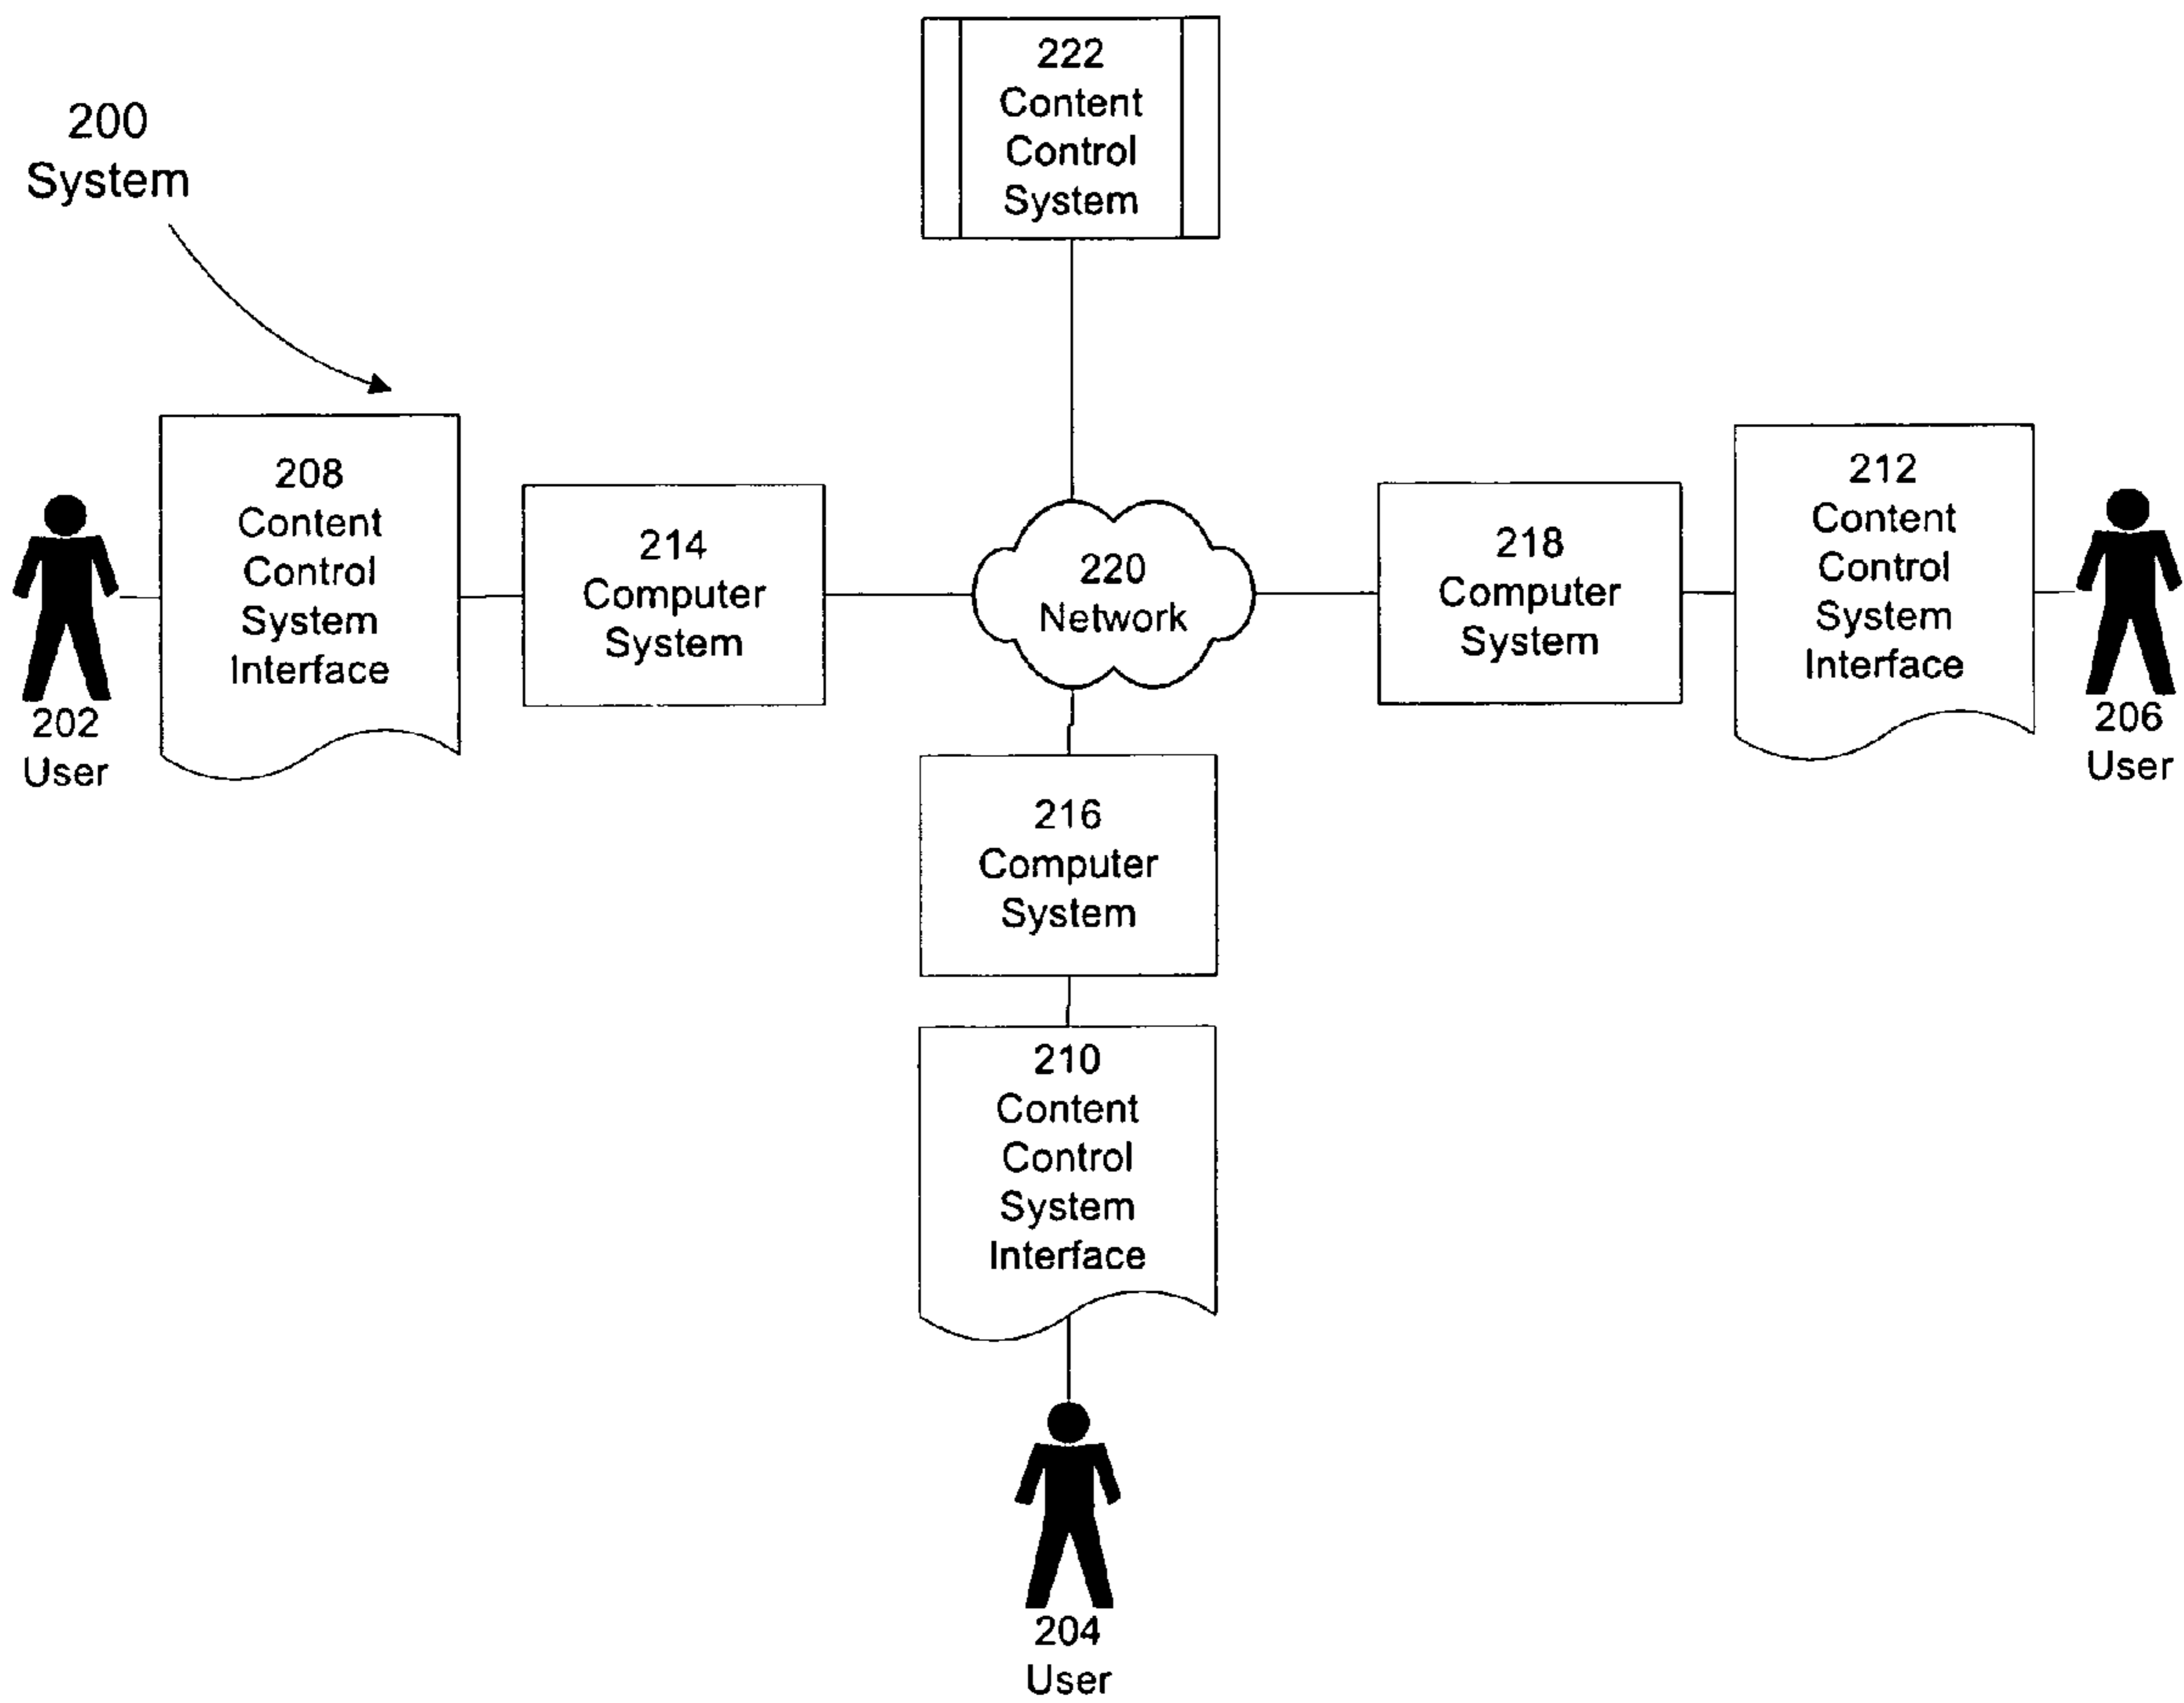 222
Content
Control
System
200
System
208
Content
Control
System
Interface
202
User
214
Computer
System
220
Network
218
Computer
System
212
Content
Control
System
Interface
206
User
216
Computer
System
210
Content
Control
System
Interface
204
User